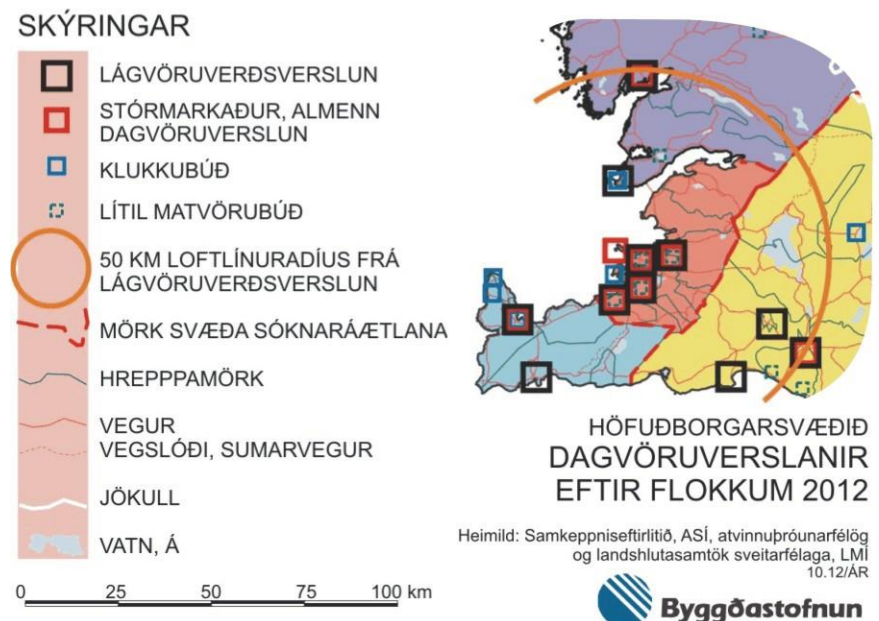 SKÝRINGAR
LÁGVÖRUVERÐSVERSLUN
STÓRMARKAÐUR, ALMENN
DAGVÖRUVERSLUN
KLUKKUBÚÐ
LÍTIL MATVÖRUBÚÐ
50 KM LOFTLÍNURADÍUS FRÁ
LÁGVÖRUVERÐSVERSLUN
MÖRK SVÆÐA SÓKNARÁÆTLANA
HREPPPAMÖRK
VEGUR
VEGSLÓÐI, SUMARVEGUR
JÖKULL
VATN, Á
0 25 50 75 100 km
HÖFUÐBORGARSVÆÐIÐ
DAGVÖRUVERSLANIR
EFTIR FLOKKUM 2012
Heimild: Samkeppniseftirlitið, ASÍ, atvinnuþróunarfélög
og landshlutasamtök sveitarfélaga, LMÍ
10.12/ÁR
Byggðastofnun